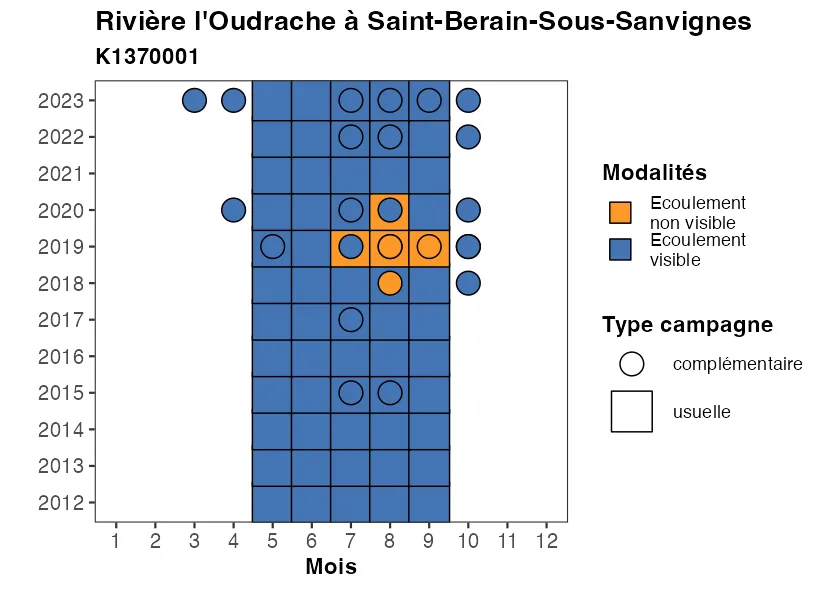 Rivière l'Oudrache à Saint-Berain-Sous-Sanvignes
K1370001
2023
2022
2021
2020
2019
2018
2017
2016
2015
2014
2013
2012
1 2 3 4 5 6 7 8 9 10 11 12
Mois
Modalités
Ecoulement
non visible
Ecoulement
visible
Type campagne
complémentaire
usuelle